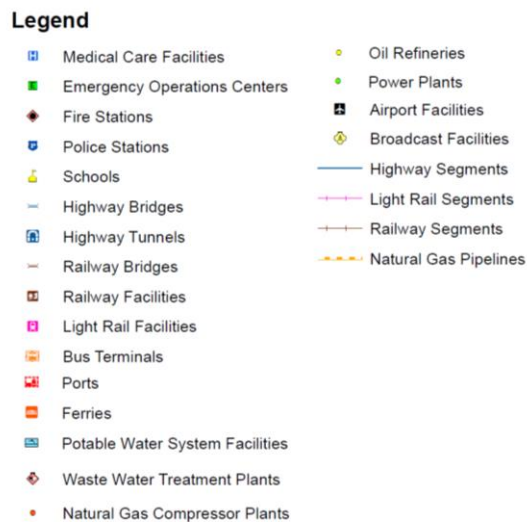 Legend
Medical Care Facilities
Emergency Operations Centers
Fire Stations
Police Stations
Schools
Highway Bridges
Highway Tunnels
Railway Bridges
Railway Facilities
Light Rail Facilities
Bus Terminals
Ports
Ferries
Potable Water System Facilities
Waste Water Treatment Plants
Natural Gas Compressor Plants
Oil Refineries
Power Plants
Airport Facilities
Broadcast Facilities
Highway Segments
Light Rail Segments
Railway Segments
Natural Gas Pipelines